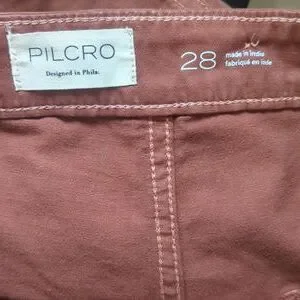 PILCRO
Designed in Phila.
28
made in India
fabriqué en inde